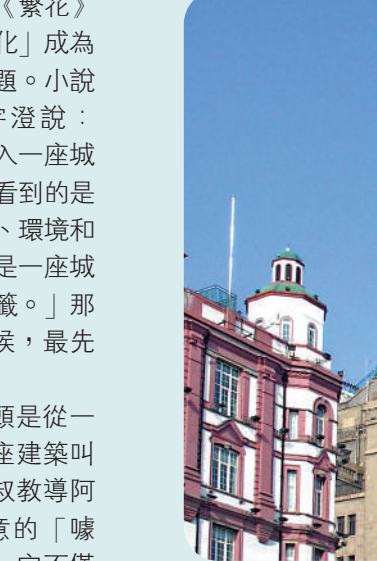 《繁花》
化」成為
題。小說
宇澄說：
入一座城
看到的是
、環境和
是一座城
籤。」那
候，最先
頭是從一
座建築叫
叔教導阿
意的「噱